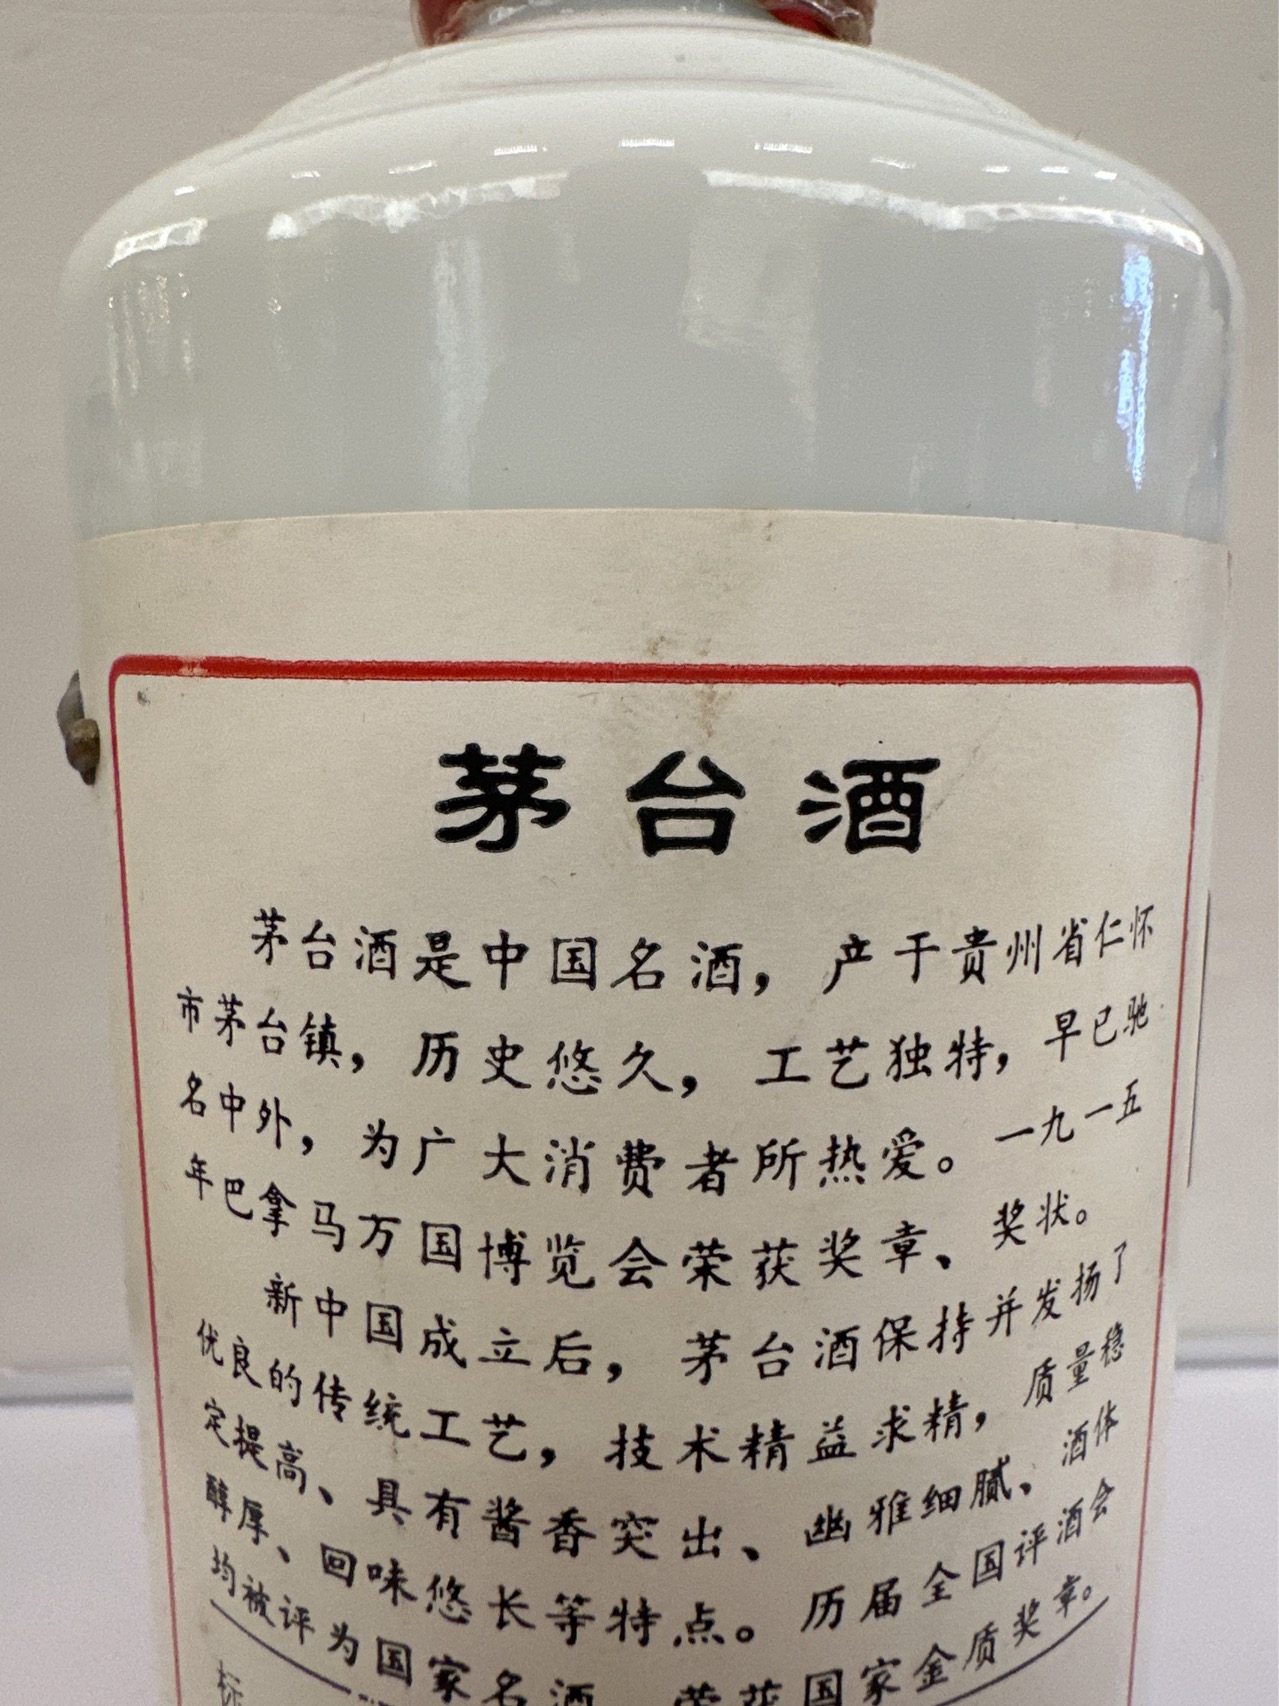 茅台酒
茅台酒是中国名酒，产于贵州省仁怀
市茅台镇，历史悠久，工艺独特，早已驰
名中外，为广大消费者所热爱。一九一五
年巴拿马万国博览会荣获奖章、奖状。
新中国成立后，茅台酒保持并发扬了
优良的传统工艺，技术精益求精，质量稳
定提高、具有酱香突出、幽雅细腻、酒体
醇厚、回味悠长等特点。历届全国评酒会
均被评为国家名酒，荣获国家金质奖章。
标